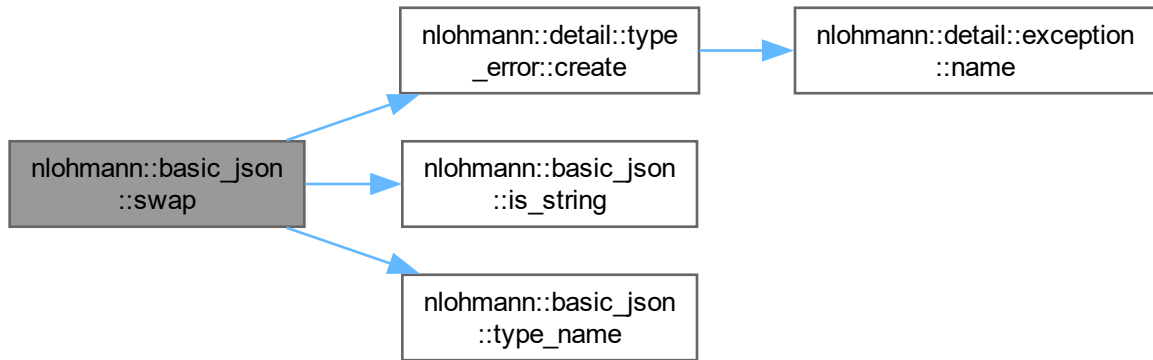 nlohmann::detail::type
_error::create
nlohmann::detail::exception
::name
nlohmann::basic_json
::swap
nlohmann::basic_json
::is_string
nlohmann::basic_json
::type_name